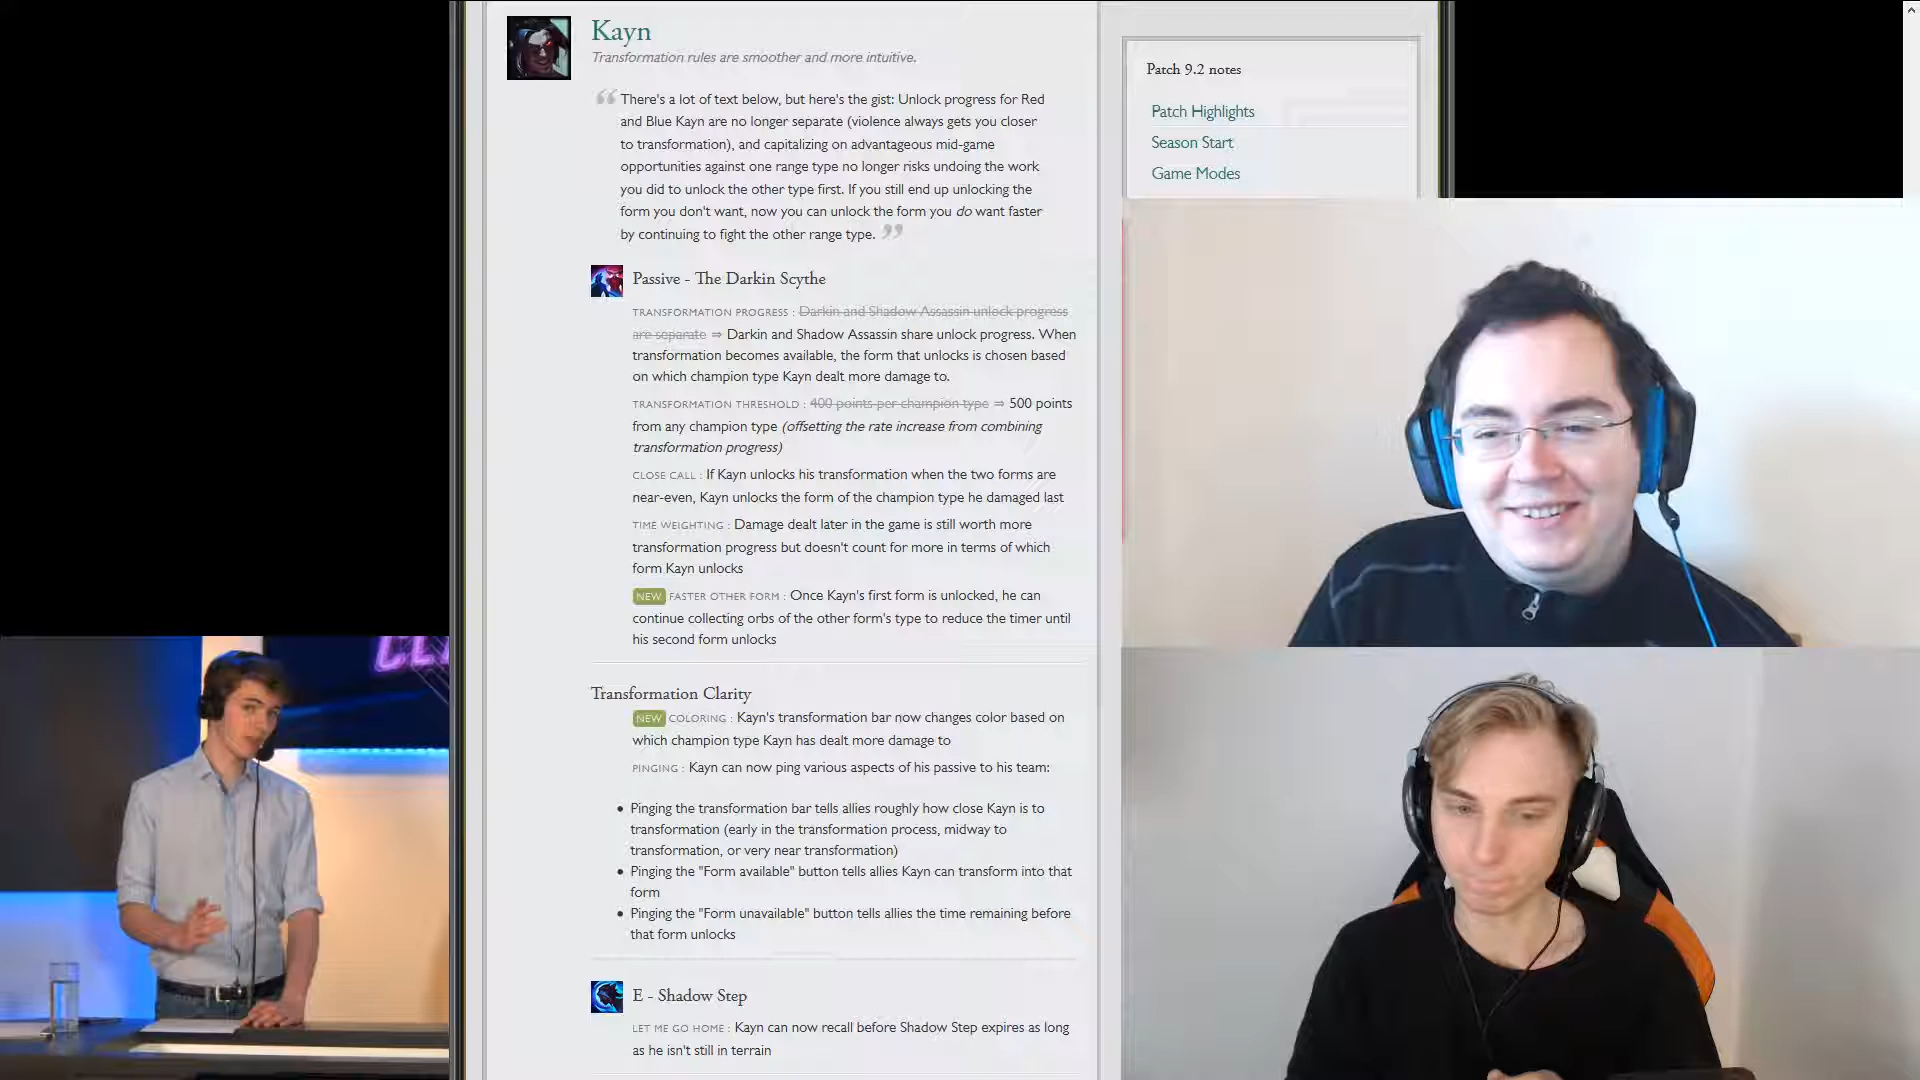 Kayn
Transformation rules are smoother and more intuitive.
“ There's a lot of text below, but here's the gist: Unlock progress for Red
and Blue Kayn are no longer separate (violence always gets you closer
to transformation), and capitalizing on advantageous mid-game
opportunities against one range type no longer risks undoing the work
you did to unlock the other type first. If you still end up unlocking the
form you don't want, now you can unlock the form you do want faster
by continuing to fight the other range type. ”
Passive - The Darkin Scythe
TRANSFORMATION PROGRESS : Darkin and Shadow Assassin unlock progress
are separate ⇒ Darkin and Shadow Assassin share unlock progress. When
transformation becomes available, the form that unlocks is chosen based
on which champion type Kayn dealt more damage to.
TRANSFORMATION THRESHOLD : 400 points per champion type ⇒ 500 points
from any champion type (offsetting the rate increase from combining
transformation progress)
CLOSE CALL : If Kayn unlocks his transformation when the two forms are
near-even, Kayn unlocks the form of the champion type he damaged last
TIME WEIGHTING : Damage dealt later in the game is still worth more
transformation progress but doesn't count for more in terms of which
form Kayn unlocks
NEW FASTER OTHER FORM : Once Kayn's first form is unlocked, he can
continue collecting orbs of the other form's type to reduce the timer until
his second form unlocks
Transformation Clarity
NEW COLORING : Kayn's transformation bar now changes color based on
which champion type Kayn has dealt more damage to
PINGING : Kayn can now ping various aspects of his passive to his team:
• Pinging the transformation bar tells allies roughly how close Kayn is to
transformation (early in the transformation process, midway to
transformation, or very near transformation)
• Pinging the "Form available" button tells allies Kayn can transform into that
form
• Pinging the "Form unavailable" button tells allies the time remaining before
that form unlocks
E - Shadow Step
LET ME GO HOME : Kayn can now recall before Shadow Step expires as long
as he isn't still in terrain
Patch 9.2 notes
Patch Highlights
Season Start
Game Modes